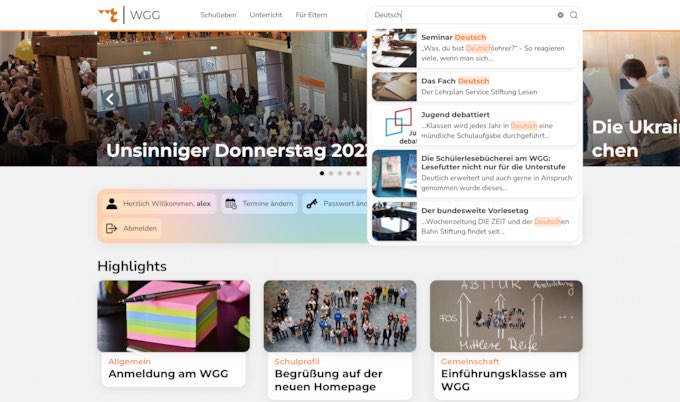 WGG
Schulleben
Unterricht
Für Eltern
Deutsch
Seminar Deutsch
„Was, du bist Deutschlehrer?" - So reagieren
viele, wenn man sich...
Das Fach Deutsch
Der Lehrplan Service Stiftung Lesen
Jugend debattiert
...Klassen wird jedes Jahr in Deutsch eine
mündliche Schulaufgabe durchgeführt...
Ju
debat
Die Schülerlesebücherei am WGG:
Lesefutter nicht nur für die Unterstufe
Deutlich erweitert und auch gerne in Anspruch
genommen wurde dieses...
Der bundesweite Vorlesetag
...Wochenzeitung DIE ZEIT und der Deutschen
Bahn Stiftung findet seit...
Unsinniger Donnerstag 202
Die Ukrai
chen
Herzlich Willkommen, alex.
Termine ändern
Passwort änd
Abmelden
Highlights
ABITUR
Ausbildung
FOS
Mittlere Reife
Allgemein
Anmeldung am WGG
Schulprofil
Begrüßung auf der
neuen Homepage
Gemeinschaft
Einführungsklasse am
WGG